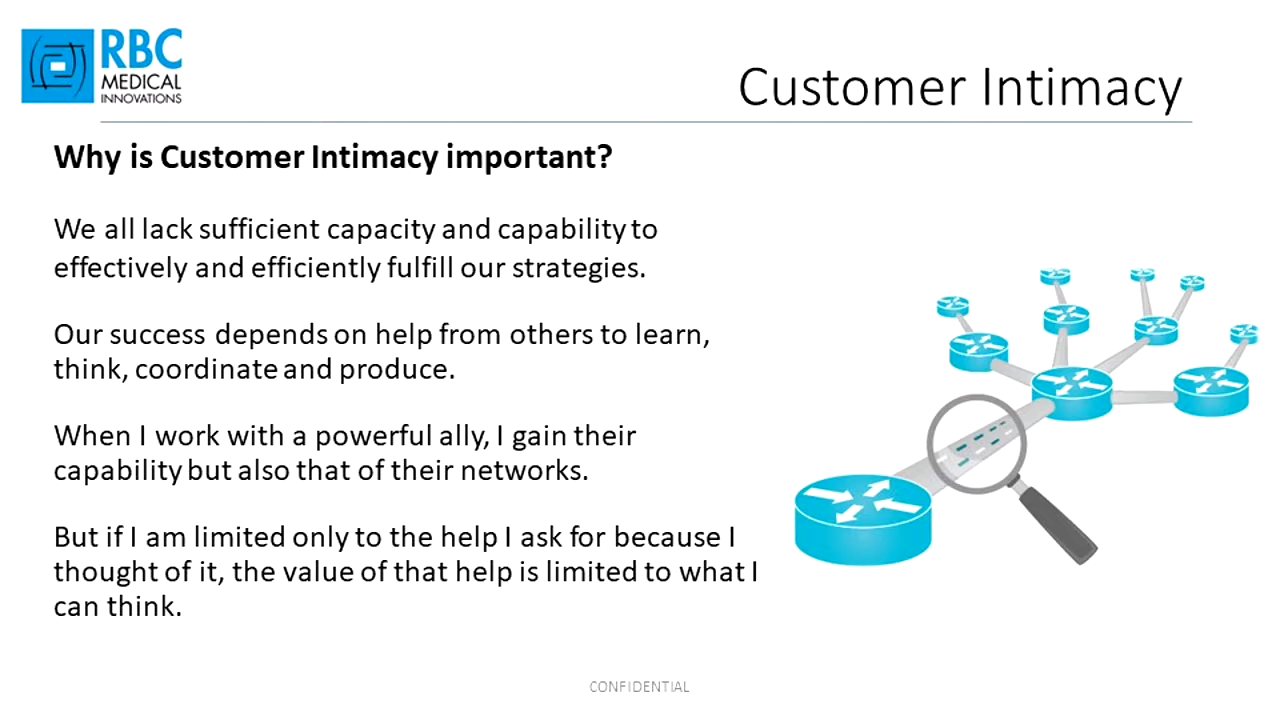 RBC
MEDICAL
INNOVATIONS
Customer Intimacy
Why is Customer Intimacy important?
We all lack sufficient capacity and capability to
effectively and efficiently fulfill our strategies.
Our success depends on help from others to learn,
think, coordinate and produce.
When I work with a powerful ally, I gain their
capability but also that of their networks.
But if I am limited only to the help I ask for because I
thought of it, the value of that help is limited to what I
can think.
CONFIDENTIAL